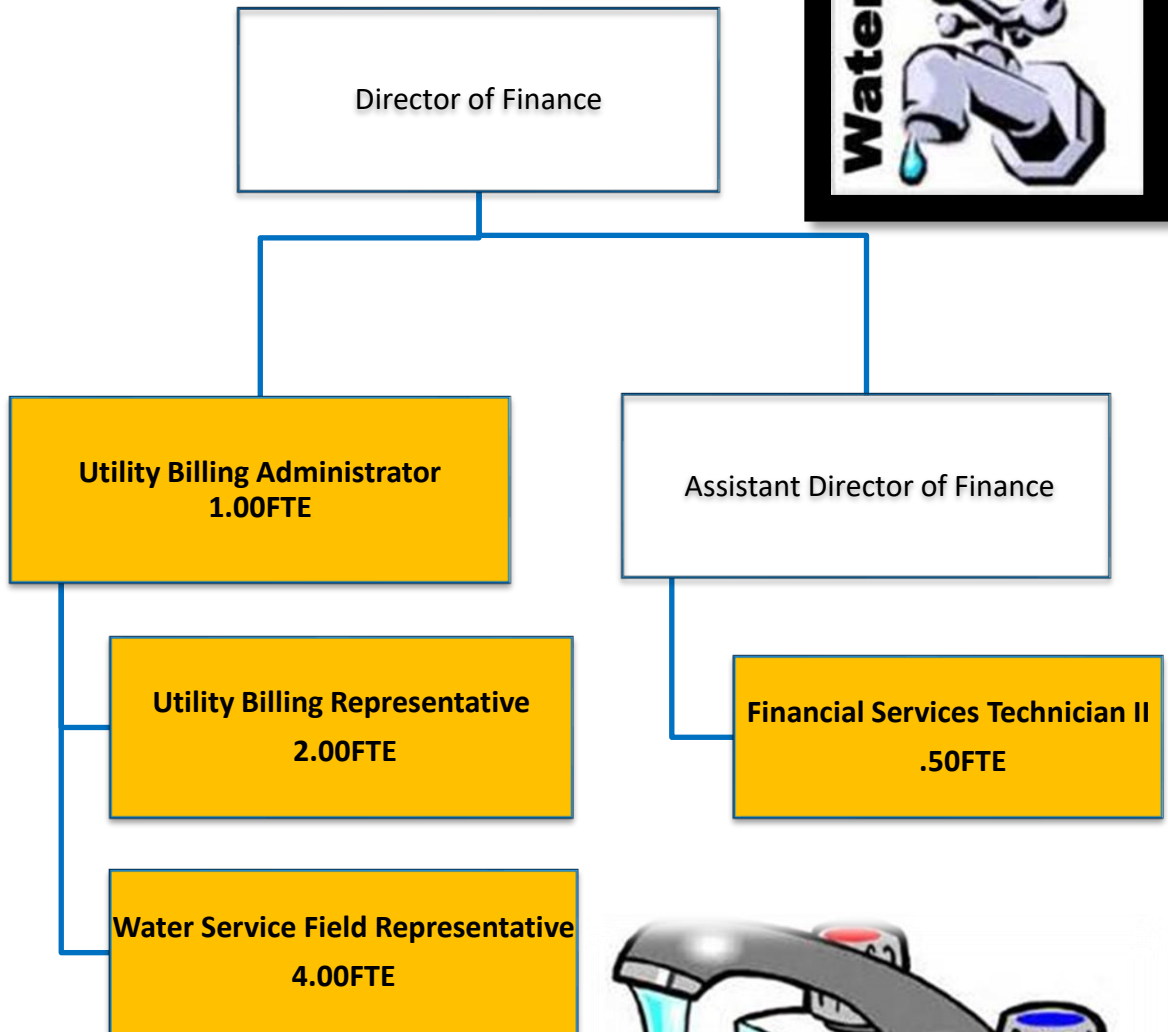 Director of Finance
Water
Utility Billing Administrator
1.00FTE
Assistant Director of Finance
Utility Billing Representative
2.00FTE
Financial Services Technician II
.50FTE
Water Service Field Representative
4.00FTE